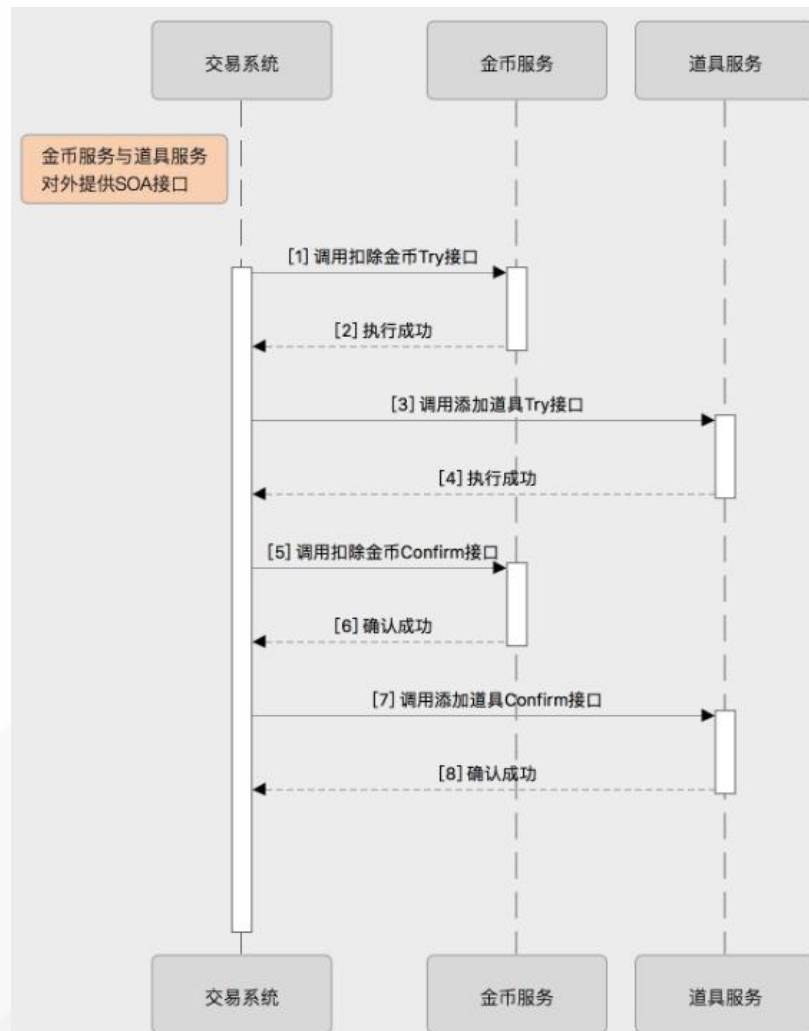 交易系统
金币服务
道具服务
金币服务与道具服务
对外提供SOA接口
[1] 调用扣除金币Try接口
[2] 执行成功
[3] 调用添加道具Try接口
[4] 执行成功
[5] 调用扣除金币Confirm接口
[6] 确认成功
[7] 调用添加道具Confirm接口
[8] 确认成功
交易系统
金币服务
道具服务